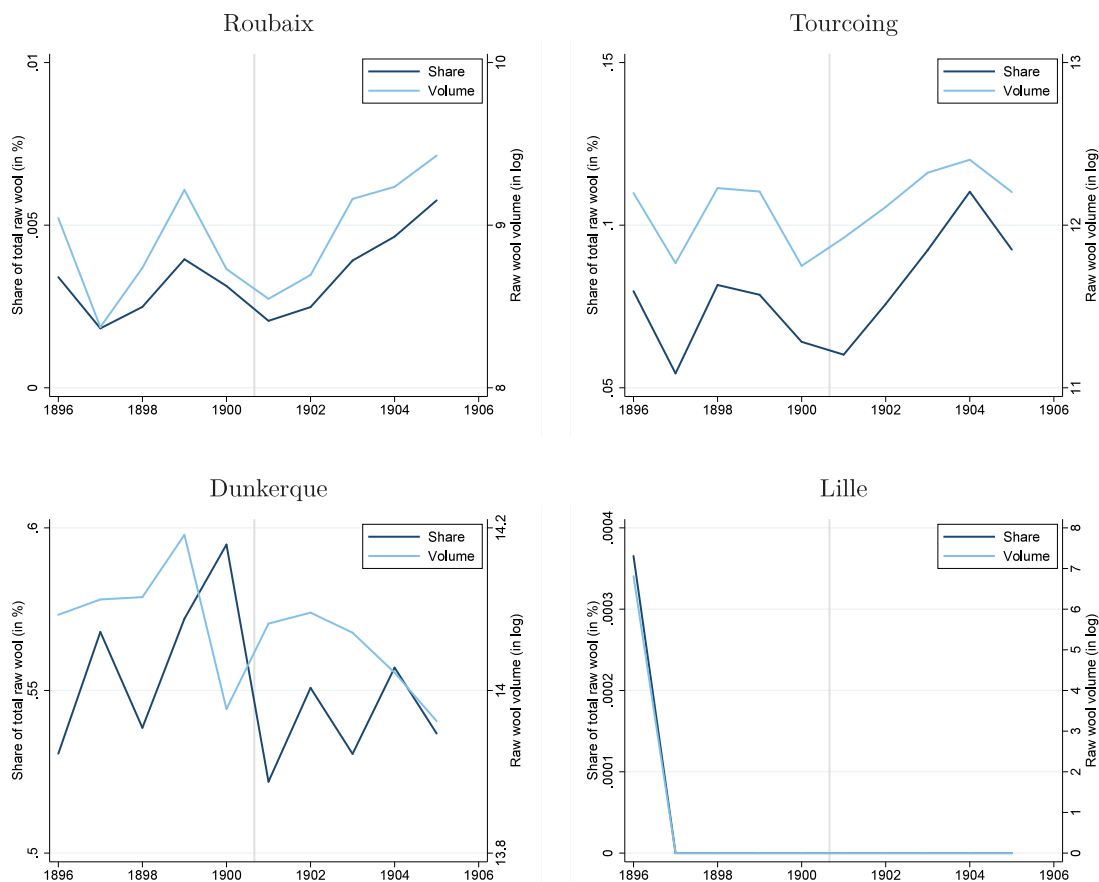 Roubaix
Share of total raw wool (in %)
.01
.005
0
Share
Volume
10
9
8
Raw wool volume (in log)
1896 1898 1900 1902 1904 1906
Tourcoing
Share of total raw wool (in %)
.15
.1
.05
Share
Volume
13
12
11
Raw wool volume (in log)
1896 1898 1900 1902 1904 1906
Dunkerque
Share of total raw wool (in %)
.6
.55
.5
Share
Volume
14.2
14
13.8
Raw wool volume (in log)
1896 1898 1900 1902 1904 1906
Lille
Share of total raw wool (in %)
.0004
.0003
.0002
.0001
0
Share
Volume
8
7
6
5
4
3
2
1
0
Raw wool volume (in log)
1896 1898 1900 1902 1904 1906